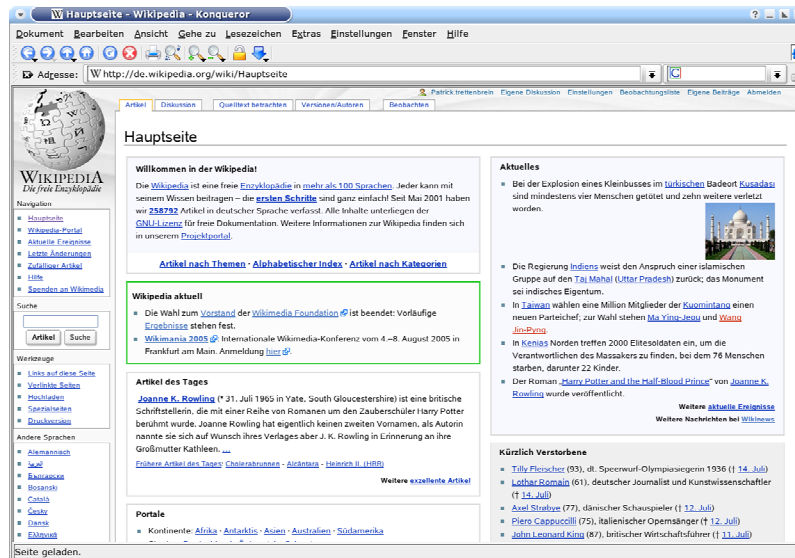 Hauptseite - Wikipedia - Konqueror
Dokument Bearbeiten Ansicht Gehe zu Lesezeichen Extras Einstellungen Fenster Hilfe
Adresse: http://de.wikipedia.org/wiki/Hauptseite
Patrick.trettenbrein Eigene Diskussion Einstellungen Beobachtungsliste Eigene Beiträge Abmelden
Artikel Diskussion Quelltext betrachten Versionen/Autoren Beobachten
WIKIPEDIA
Die freie Enzyklopädie
Navigation
Hauptseite
Wikipedia-Portal
Aktuelle Ereignisse
Letzte Änderungen
Zufälliger Artikel
Hilfe
Spenden an Wikimedia
Suche
Artikel Suche
Werkzeuge
Links auf diese Seite
Verlinkte Seiten
Hochladen
Spezialseiten
Druckversion
Andere Sprachen
Alemannisch
العربية
Български
Bosanski
Català
Česky
Dansk
Ελληνικά
Hauptseite
Willkommen in der Wikipedia!
Die Wikipedia ist eine freie Enzyklopädie in mehr als 100 Sprachen. Jeder kann mit
seinem Wissen beitragen – die ersten Schritte sind ganz einfach! Seit Mai 2001 haben
wir 258792 Artikel in deutscher Sprache verfasst. Alle Inhalte unterliegen der
GNU-Lizenz für freie Dokumentation. Weitere Informationen zur Wikipedia finden sich
in unserem Projektportal.
Artikel nach Themen · Alphabetischer Index · Artikel nach Kategorien
Wikipedia aktuell
Die Wahl zum Vorstand der Wikimedia Foundation ist beendet: Vorläufige
Ergebnisse stehen fest.
Wikimania 2005: Internationale Wikimedia-Konferenz vom 4.–8. August 2005 in
Frankfurt am Main. Anmeldung hier.
Artikel des Tages
Joanne K. Rowling (* 31. Juli 1965 in Yate, South Gloucestershire) ist eine britische
Schriftstellerin, die mit einer Reihe von Romanen um den Zauberschüler Harry Potter
berühmt wurde. Joanne Rowling hat eigentlich keinen zweiten Vornamen, als Autorin
nannte sie sich auf Wunsch ihres Verlages aber J. K. Rowling in Erinnerung an ihre
Großmutter Kathleen. ...
Frühere Artikel des Tages: Cholerabrunnen - Alcántara - Heinrich II. (HRR)
Weitere exzellente Artikel
Portale
Kontinente: Afrika · Antarktis · Asien · Australien · Südamerika
Aktuelles
Bei der Explosion eines Kleinbusses im türkischen Badeort Kuşadası
sind mindestens vier Menschen getötet und zehn weitere verletzt
worden.
Die Regierung Indiens weist den Anspruch einer islamischen
Gruppe auf den Taj Mahal (Uttar Pradesh) zurück; das Monument
sei indisches Eigentum.
In Taiwan wählen eine Million Mitglieder der Kuomintang einen
neuen Parteichef; zur Wahl stehen Ma Ying-Jeou und Wang
Jin-Pyng.
In Kenias Norden treffen 2000 Elitesoldaten ein, um die
Verantwortlichen des Massakers zu finden, bei dem 76 Menschen
starben, darunter 22 Kinder.
Der Roman „Harry Potter and the Half-Blood Prince" von Joanne K.
Rowling wurde veröffentlicht.
Weitere aktuelle Ereignisse
Weitere Nachrichten bei Wikinews
Kürzlich Verstorbene
Tilly Fleischer (93), dt. Speerwurf-Olympiasiegerin 1936 († 14. Juli)
Lothar Romain (61), deutscher Journalist und Kunstwissenschaftler
(† 14. Juli)
Axel Strøbye (77), dänischer Schauspieler († 12. Juli)
Piero Cappuccilli (75), italienischer Opernsänger († 12. Juli)
John Leonard King (87), britischer Wirtschaftsführer († 11. Juli)
Seite geladen.